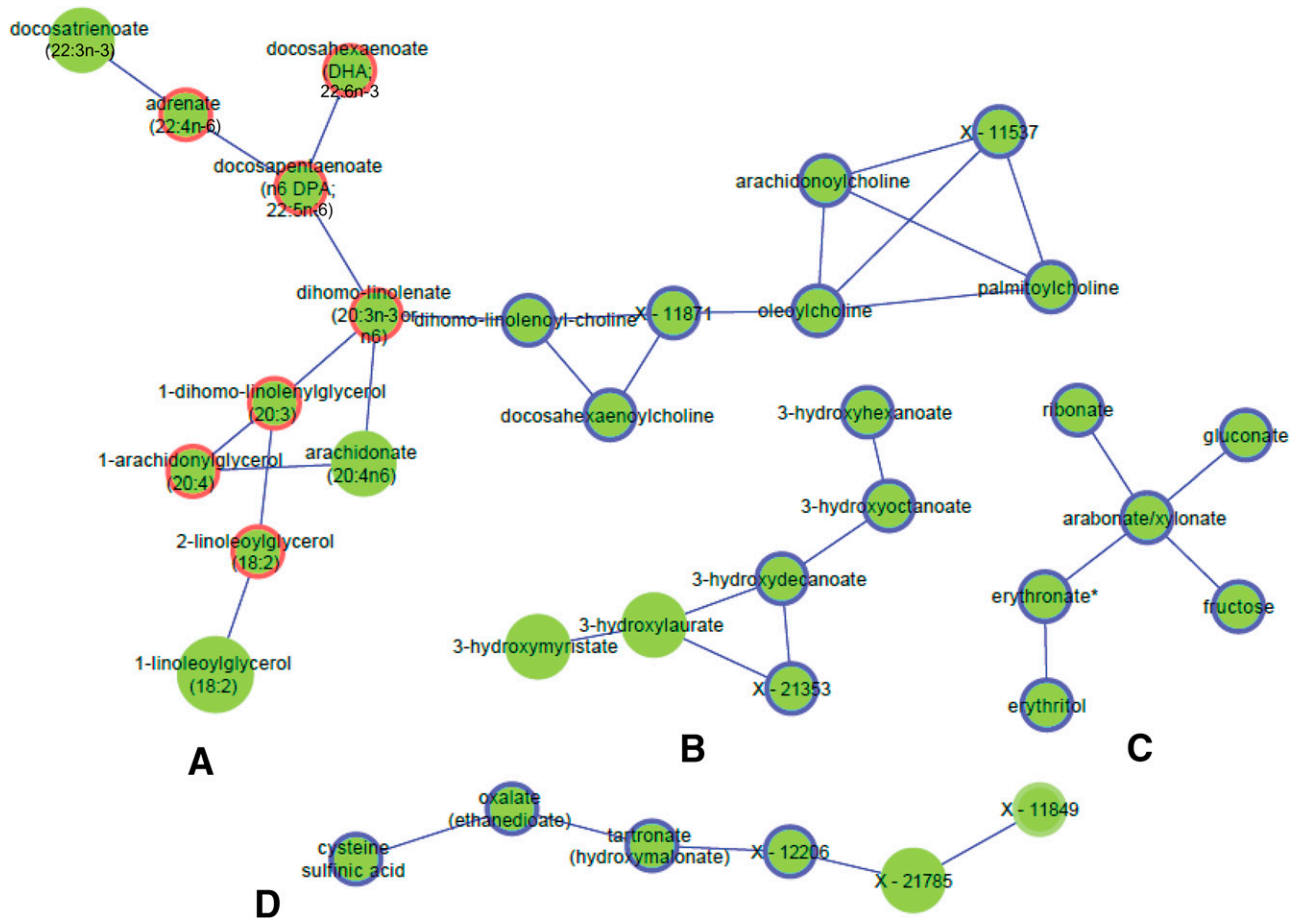 docosatrienoate
(22:3n-3)
docosahexaenoate
(DHA;
22:6n-3
adrenate
(22:4n-6)
docosapentaenoate
(n6 DPA;
22:5n-6)
X - 11537
arachidonoylcholine
palmitoylcholine
dihomo-linolenate
(20:3n-3 or
n6)
dihomo-linolenoyl-choline
X - 11871
oleoylcholine
1-dihomo-linolenylglycerol
(20:3)
docosahexaenoylcholine
3-hydroxyhexanoate
ribonate
gluconate
1-arachidonylglycerol
(20:4)
arachidonate
(20:4n6)
3-hydroxyoctanoate
arabonate/xylonate
2-linoleoylglycerol
(18:2)
3-hydroxydecanoate
erythronate*
fructose
3-hydroxylaurate
3-hydroxymyristate
1-linoleoylglycerol
(18:2)
X - 21353
erythritol
A
B
C
oxalate
(ethanedioate)
X - 11849
cysteine
sulfinic acid
tartronate
(hydroxymalonate)
X - 12206
X - 21785
D